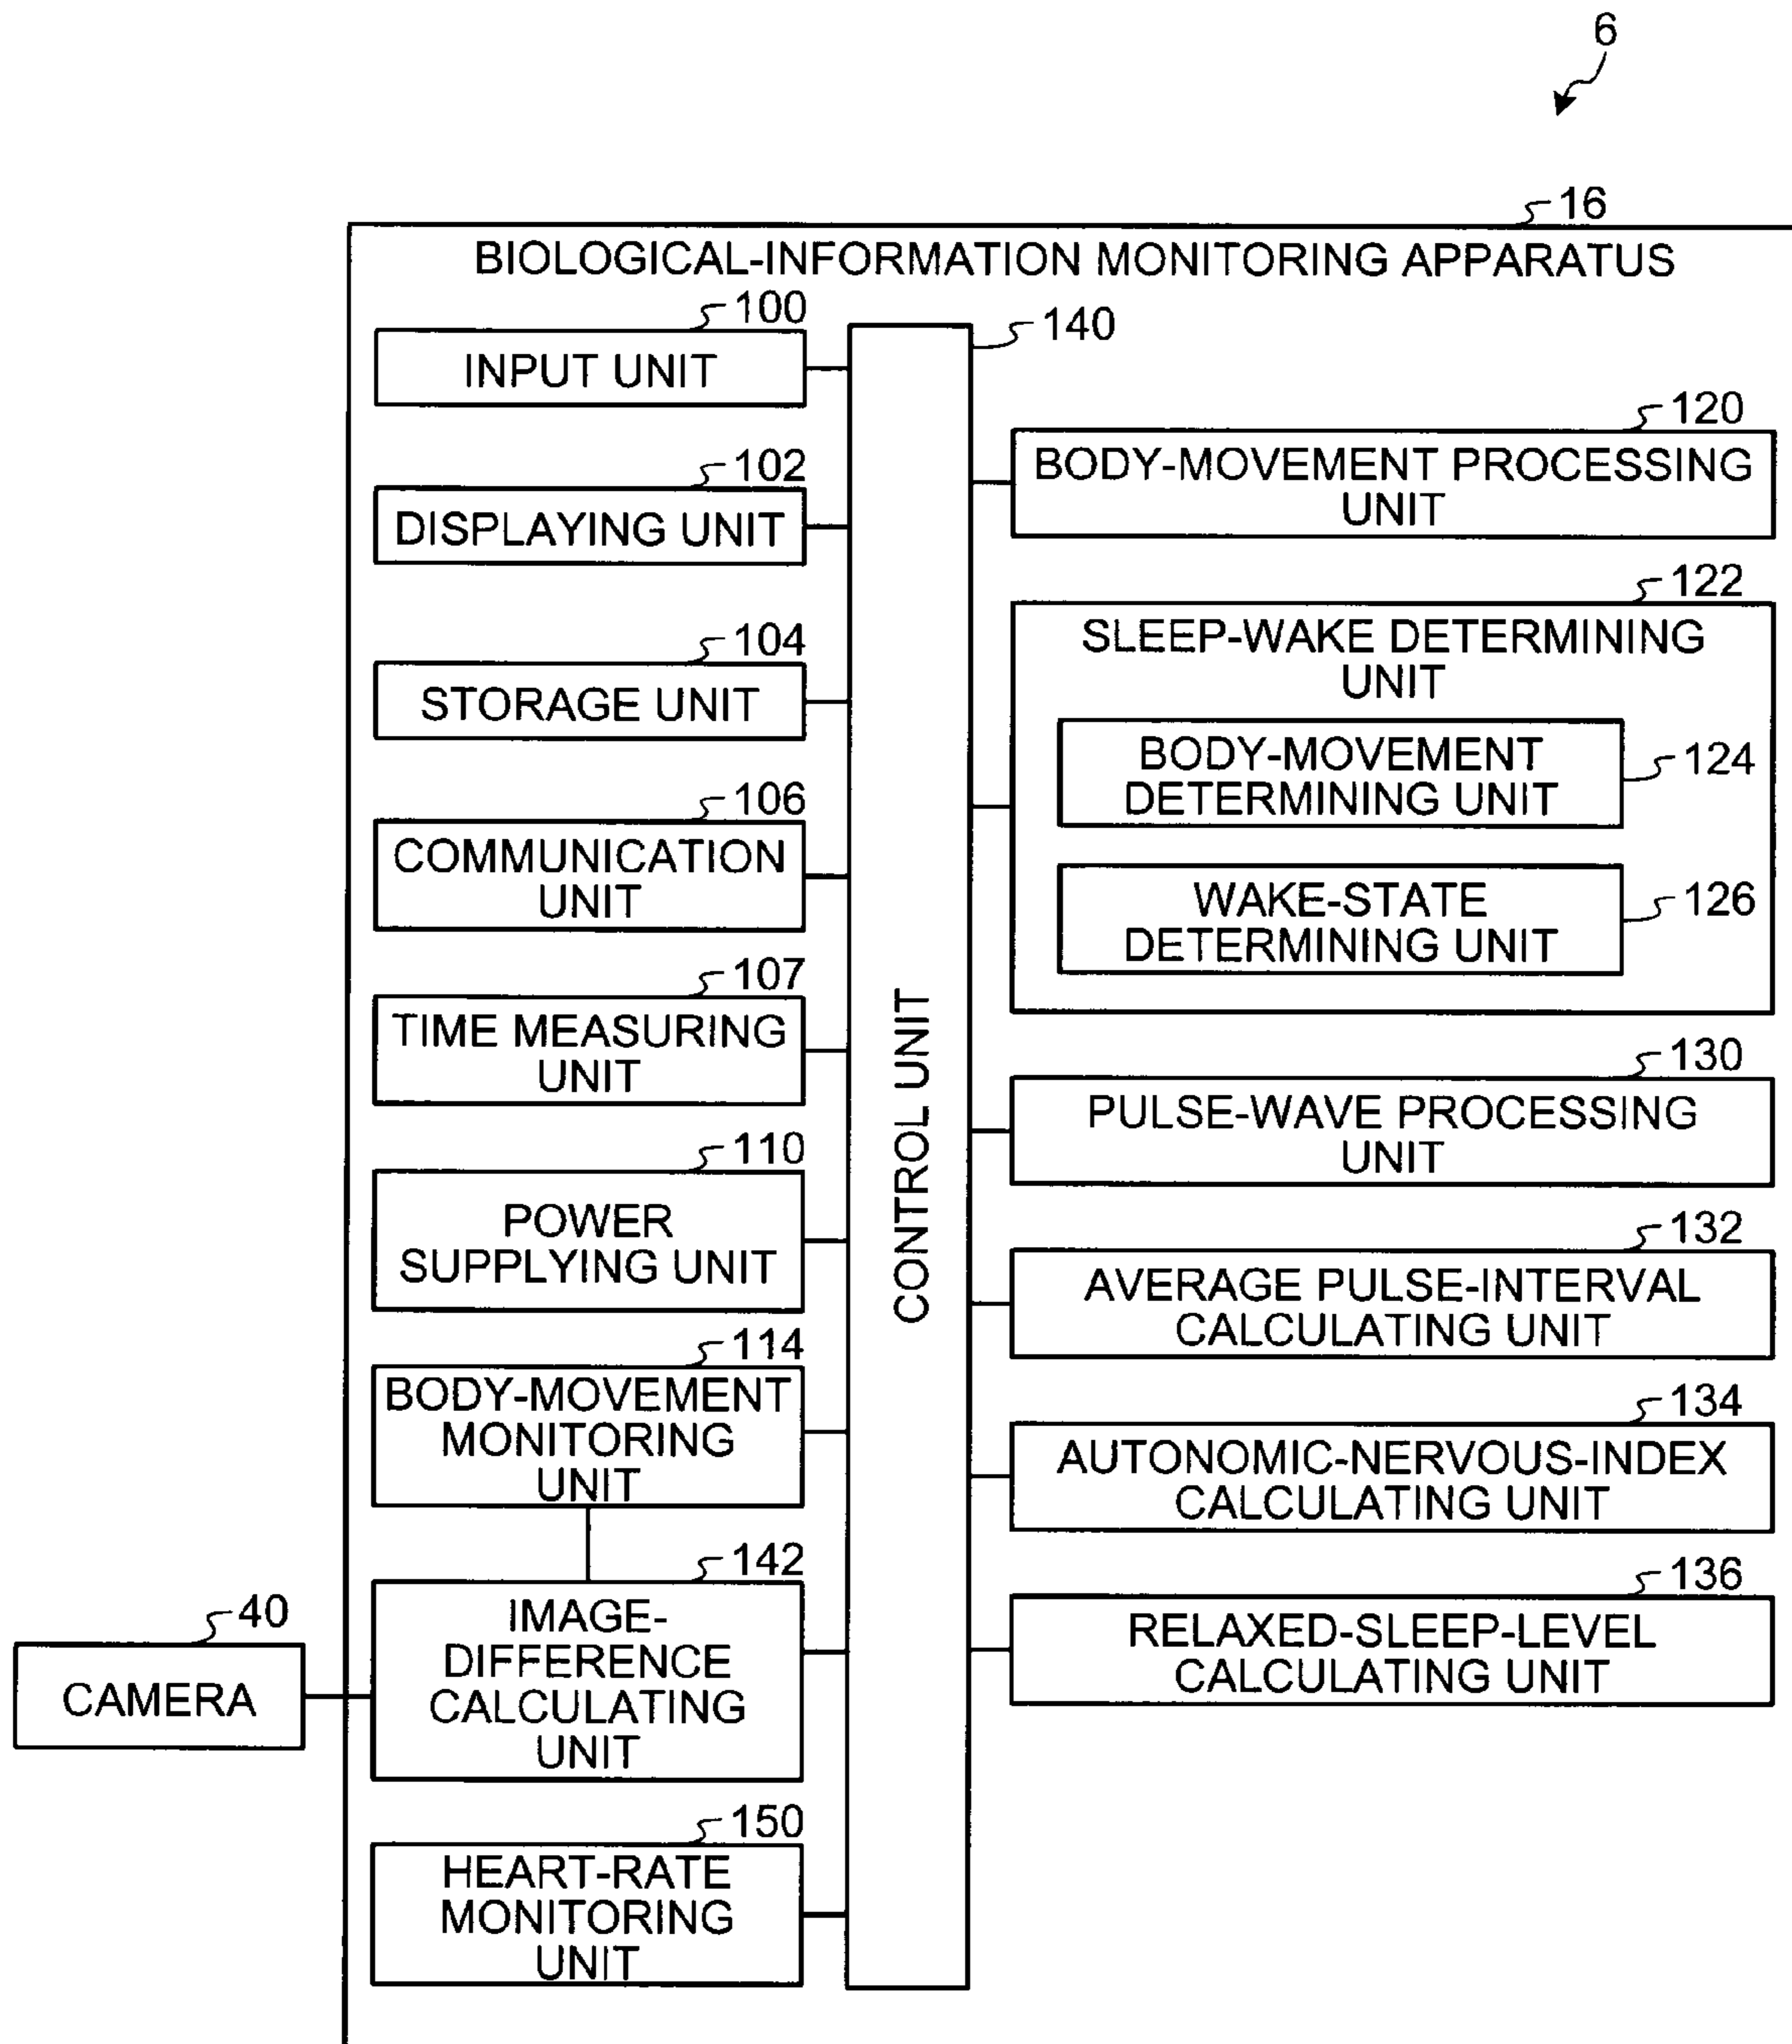 6
16
BIOLOGICAL-INFORMATION MONITORING APPARATUS
100
INPUT UNIT
102
DISPLAYING UNIT
104
STORAGE UNIT
106
COMMUNICATION
UNIT
107
TIME MEASURING
UNIT
110
POWER
SUPPLYING UNIT
114
BODY-MOVEMENT
MONITORING
UNIT
142
IMAGE-
DIFFERENCE
CALCULATING
UNIT
40
CAMERA
150
HEART-RATE
MONITORING
UNIT
140
CONTROL UNIT
120
BODY-MOVEMENT PROCESSING
UNIT
122
SLEEP-WAKE DETERMINING
UNIT
BODY-MOVEMENT
DETERMINING UNIT
124
WAKE-STATE
DETERMINING UNIT
126
130
PULSE-WAVE PROCESSING
UNIT
132
AVERAGE PULSE-INTERVAL
CALCULATING UNIT
134
AUTONOMIC-NERVOUS-INDEX
CALCULATING UNIT
136
RELAXED-SLEEP-LEVEL
CALCULATING UNIT